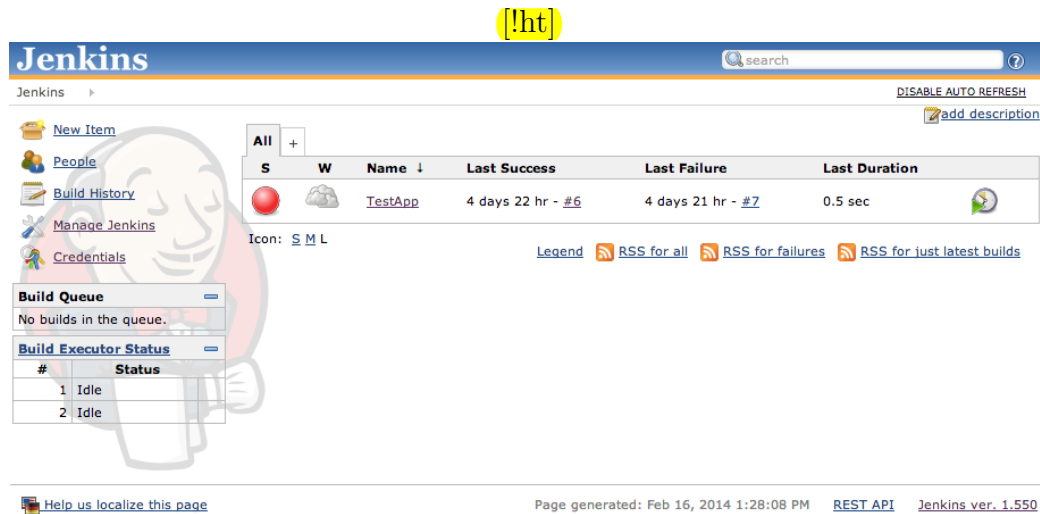 [!ht]
Jenkins
search
?
Jenkins
DISABLE AUTO REFRESH
add description
New Item
People
Build History
Manage Jenkins
Credentials
All +
S W Name ↓ Last Success Last Failure Last Duration
TestApp 4 days 22 hr - #6 4 days 21 hr - #7 0.5 sec
Icon: S M L
Legend RSS for all RSS for failures RSS for just latest builds
Build Queue
No builds in the queue.
Build Executor Status
# Status
1 Idle
2 Idle
Help us localize this page Page generated: Feb 16, 2014 1:28:08 PM REST API Jenkins ver. 1.550